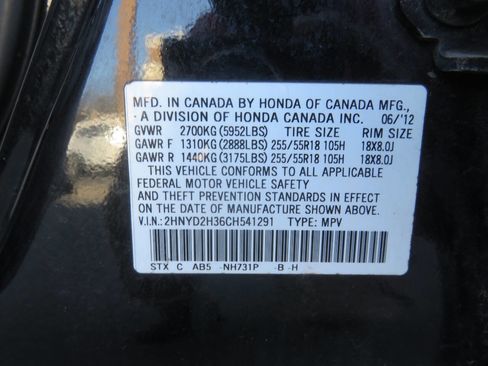 MFD. IN CANADA BY HONDA OF CANADA MFG.,
A DIVISION OF HONDA CANADA INC. 06/'12
GVWR 2700KG (5952LBS) TIRE SIZE RIM SIZE
GAWR F 1310KG (2888LBS) 255/55R18 105H 18X8.0J
GAWR R 1440KG (3175LBS) 255/55R18 105H 18X8.0J
THIS VEHICLE CONFORMS TO ALL APPLICABLE
FEDERAL MOTOR VEHICLE SAFETY
AND THEFT PREVENTION STANDARDS IN EFFECT
ON THE DATE OF MANUFACTURE SHOWN ABOVE.
V.I.N.:2HNYD2H36CH541291 TYPE: MPV
STX C AB5 -NH731P -B -H